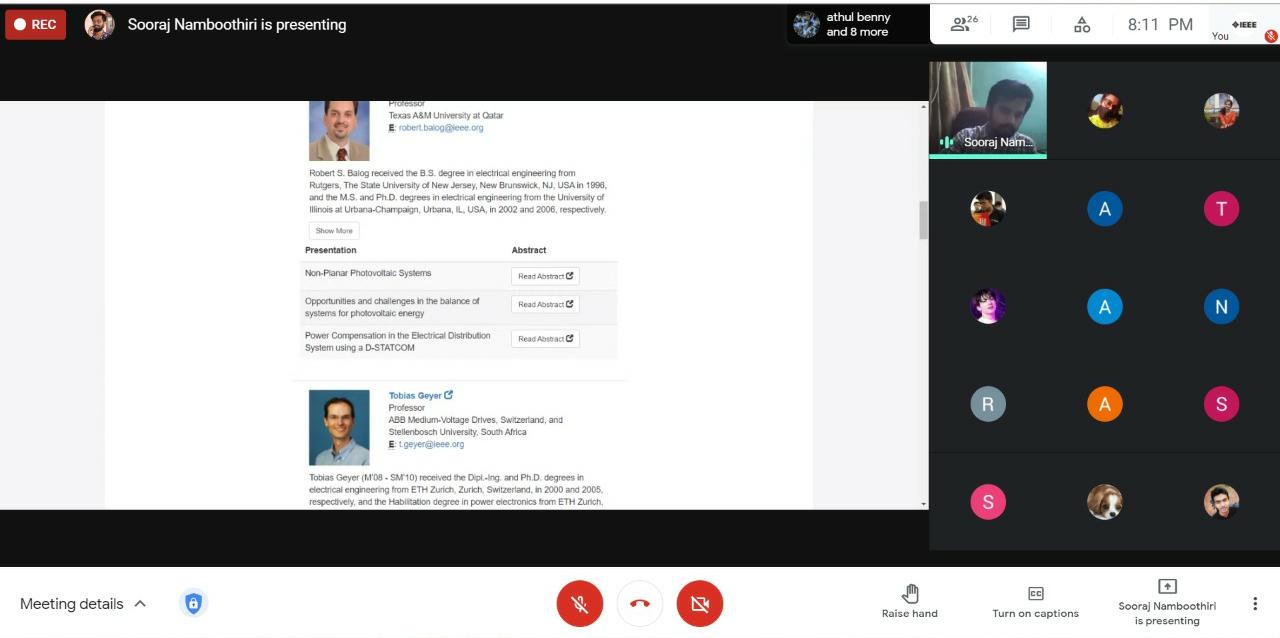 REC
Sooraj Namboothiri is presenting
athul benny
and 8 more
26
8:11 PM
IEEE
You
Sooraj Nam...
A
T
A
N
R
A
S
S
Professor
Texas A&M University at Qatar
E: robert.balog@ieee.org
Robert S. Balog received the B.S. degree in electrical engineering from
Rutgers, The State University of New Jersey, New Brunswick, NJ, USA in 1996,
and the M.S. and Ph.D. degrees in electrical engineering from the University of
Illinois at Urbana-Champaign, Urbana, IL, USA, in 2002 and 2006, respectively.
Show More
Presentation Abstract
Non-Planar Photovoltaic Systems Read Abstract
Opportunities and challenges in the balance of
systems for photovoltaic energy Read Abstract
Power Compensation in the Electrical Distribution
System using a D-STATCOM Read Abstract
Tobias Geyer
Professor
ABB Medium-Voltage Drives, Switzerland, and
Stellenbosch University, South Africa
E: t.geyer@ieee.org
Tobias Geyer (M'08 - SM'10) received the Dipl.-Ing. and Ph.D. degrees in
electrical engineering from ETH Zurich, Zurich, Switzerland, in 2000 and 2005,
respectively, and the Habilitation degree in power electronics from ETH Zurich,
Meeting details
Raise hand
CC
Turn on captions
Sooraj Namboothiri
is presenting